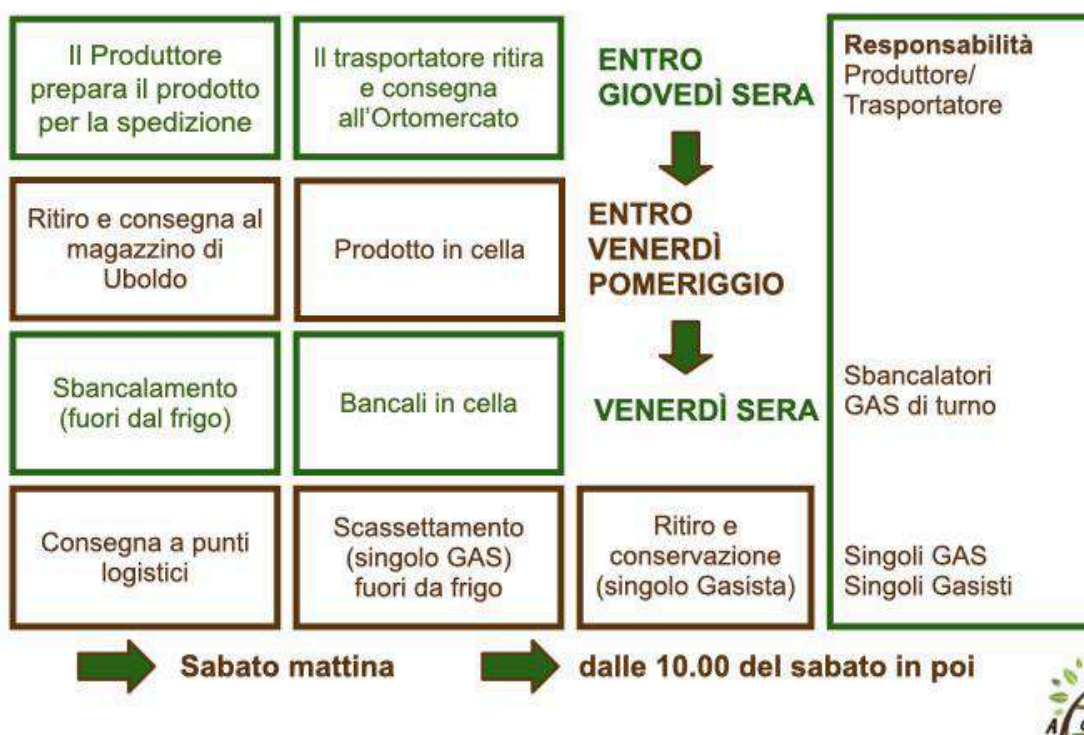 Il Produttore
prepara il prodotto
per la spedizione
Il trasportatore ritira
e consegna
all'Ortomercato
ENTRO
GIOVEDÌ SERA
Responsabilità
Produttore/
Trasportatore
Ritiro e consegna al
magazzino di
Uboldo
Prodotto in cella
ENTRO
VENERDÌ
POMERIGGIO
Sbancalamento
(fuori dal frigo)
Bancali in cella
VENERDÌ SERA
Sbancalatori
GAS di turno
Consegna a punti
logistici
Scassettamento
(singolo GAS)
fuori da frigo
Ritiro e
conservazione
(singolo Gasista)
Singoli GAS
Singoli Gasisti
Sabato mattina
dalle 10.00 del sabato in poi